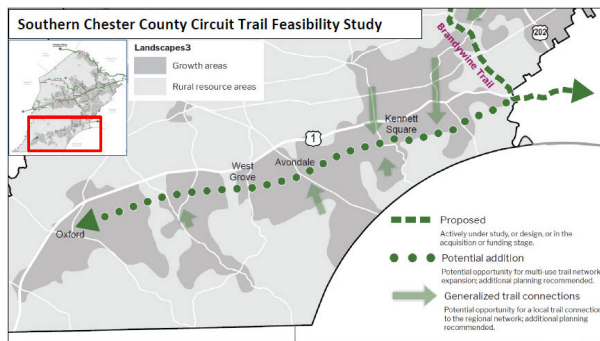 Southern Chester County Circuit Trail Feasibility Study
Landscapes3
Growth areas
Rural resource areas
202
Brandywine Trail
1
Kennett
Square
Avondale
West
Grove
Oxford
Proposed
Actively under study, or design, or in the
acquisition or funding stage.
Potential addition
Potential opportunity for multi-use trail network
expansion; additional planning recommended.
Generalized trail connections
Potential opportunity for a local trail connection
to the regional network; additional planning
recommended.